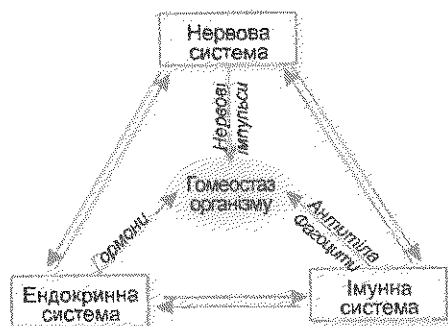 Нервова
система
Нервові
імпульси
Гомеостаз
організму
Гормони
Антитіла
Фагоцити
Ендокринна
система
Імунна
система